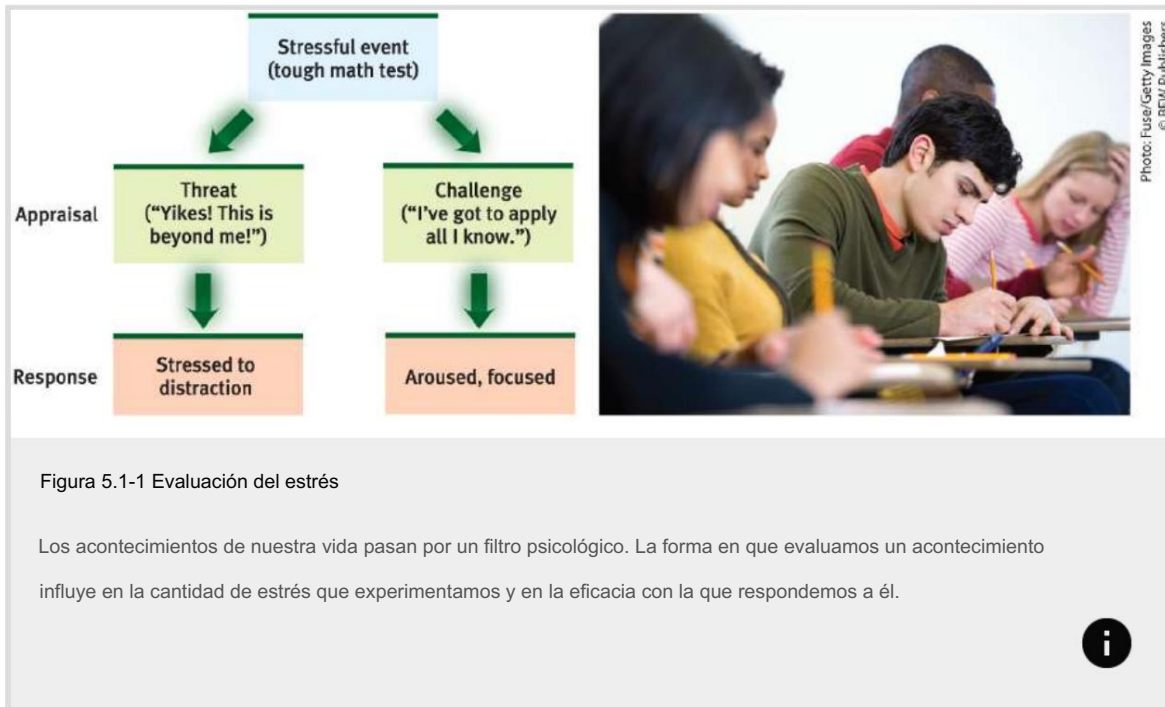 Stressful event
(tough math test)
Appraisal
Threat
("Yikes! This is
beyond me!")
Challenge
("I've got to apply
all I know.")
Response
Stressed to
distraction
Aroused, focused
Photo: Fuse/Getty Images
© BFW Publishers
Figura 5.1-1 Evaluación del estrés
Los acontecimientos de nuestra vida pasan por un filtro psicológico. La forma en que evaluamos un acontecimiento
influye en la cantidad de estrés que experimentamos y en la eficacia con la que respondemos a él.
i